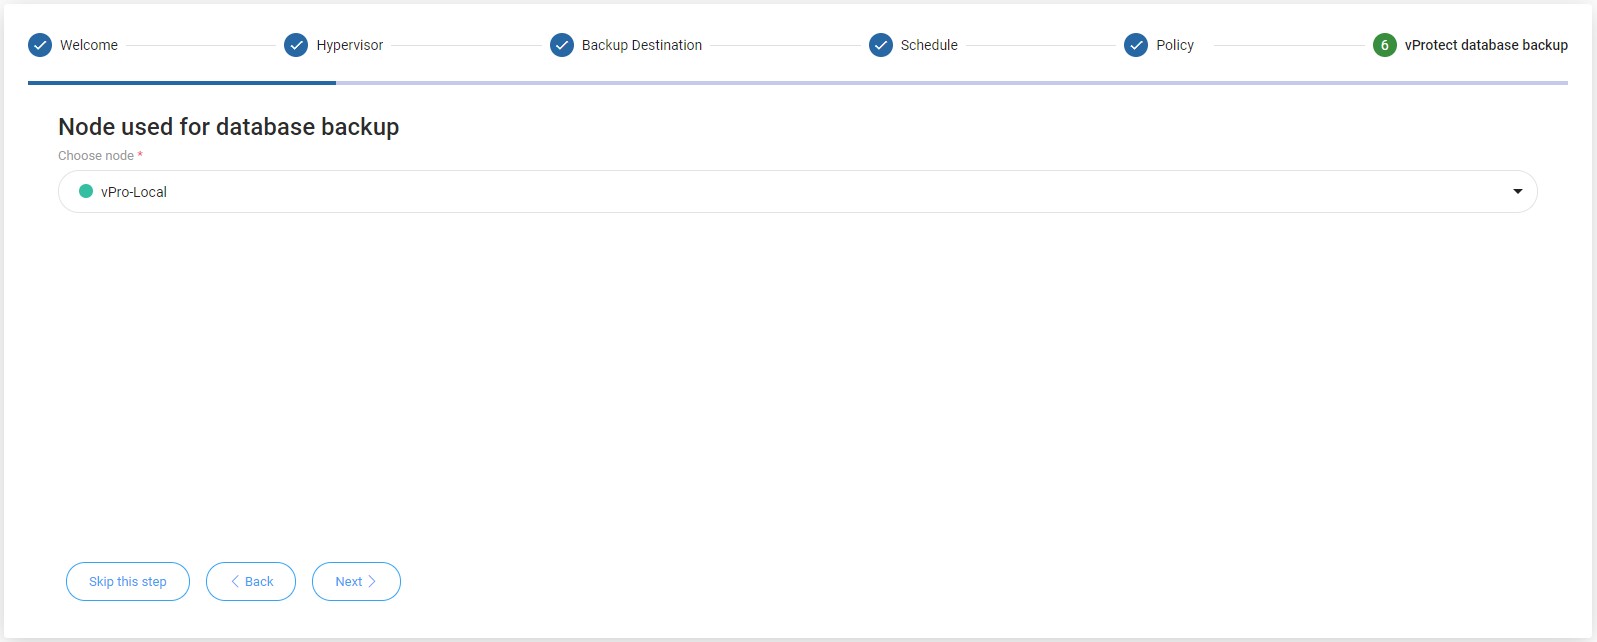 Welcome
Hypervisor
Backup Destination
Schedule
Policy
6 vProtect database backup
Node used for database backup
Choose node *
vPro-Local
Skip this step
Back
Next